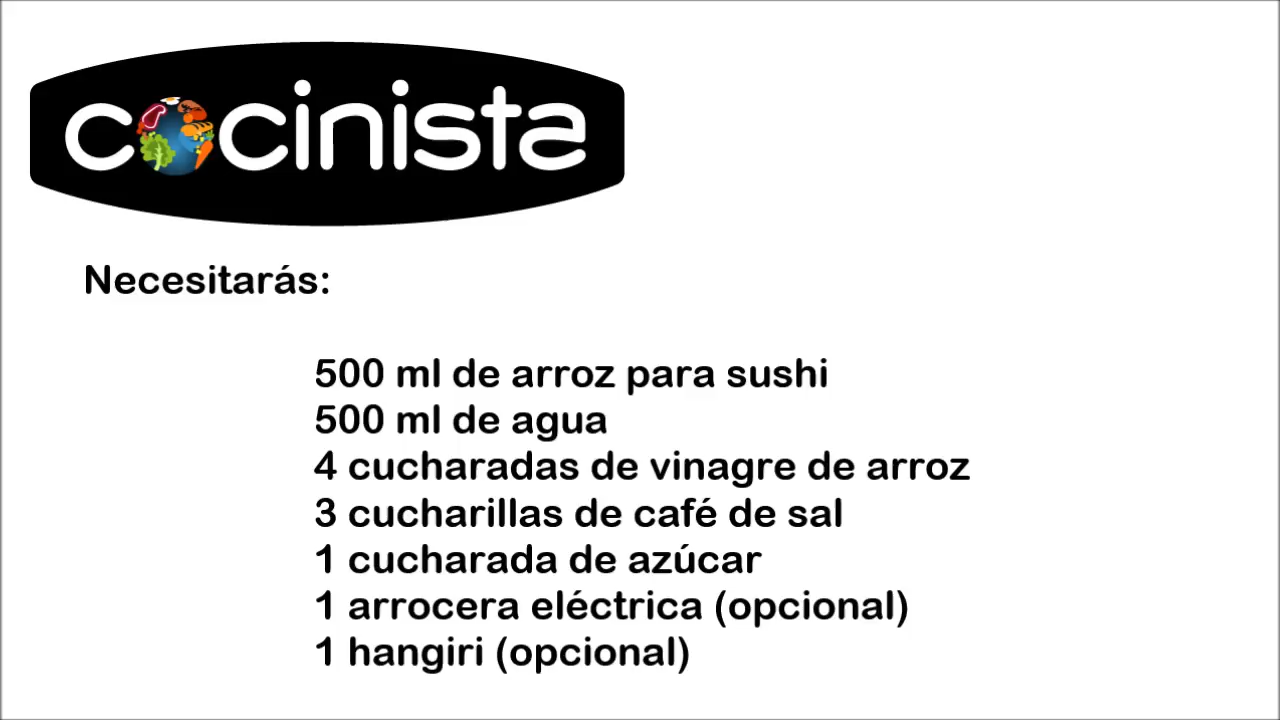 cocinista
Necesitarás:
500 ml de arroz para sushi
500 ml de agua
4 cucharadas de vinagre de arroz
3 cucharillas de café de sal
1 cucharada de azúcar
1 arrocera eléctrica (opcional)
1 hangiri (opcional)